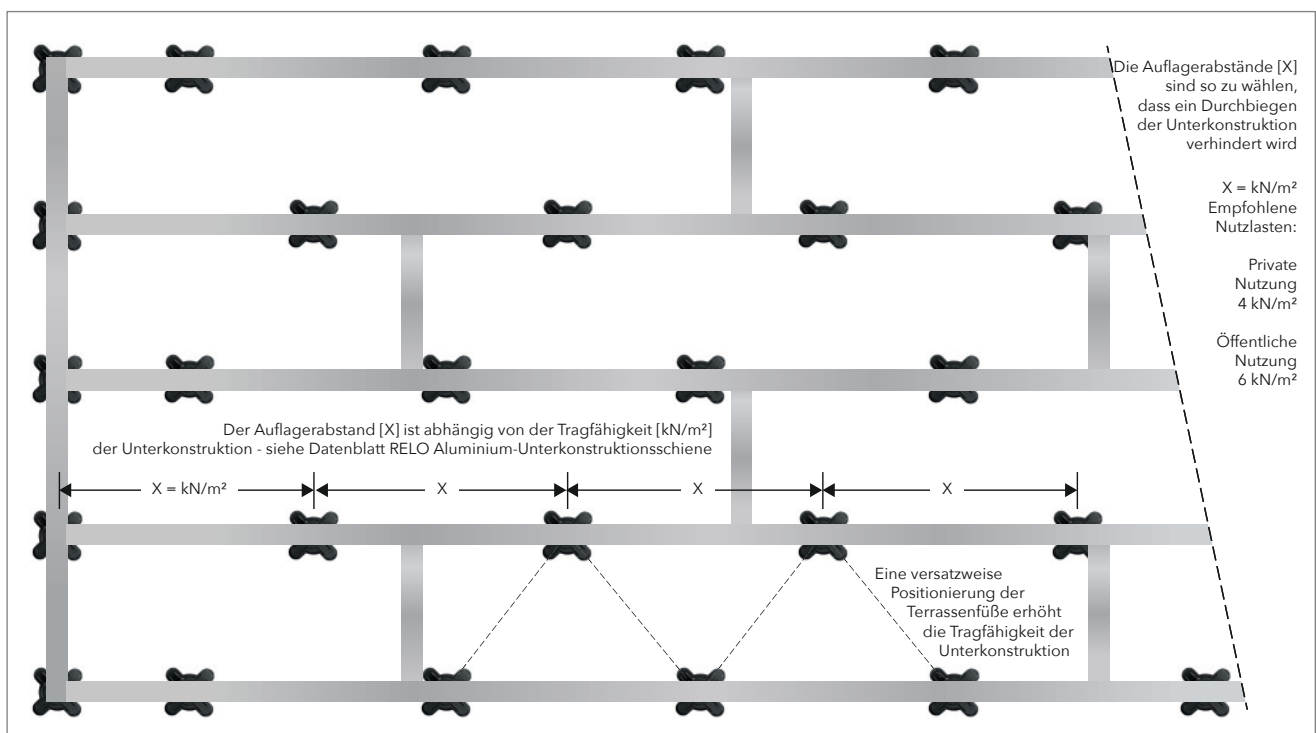 Die Auflagerabstände [X]
sind so zu wählen,
dass ein Durchbiegen
der Unterkonstruktion
verhindert wird
X = kN/m²
Empfohlene
Nutzlasten:
Private
Nutzung
4 kN/m²
Öffentliche
Nutzung
6 kN/m²
Der Auflagerabstand [X] ist abhängig von der Tragfähigkeit [kN/m²]
der Unterkonstruktion - siehe Datenblatt RELO Aluminium-Unterkonstruktionsschiene
X = kN/m² X X X
Eine versatzweise
Positionierung der
Terrassenfüße erhöht
die Tragfähigkeit der
Unterkonstruktion